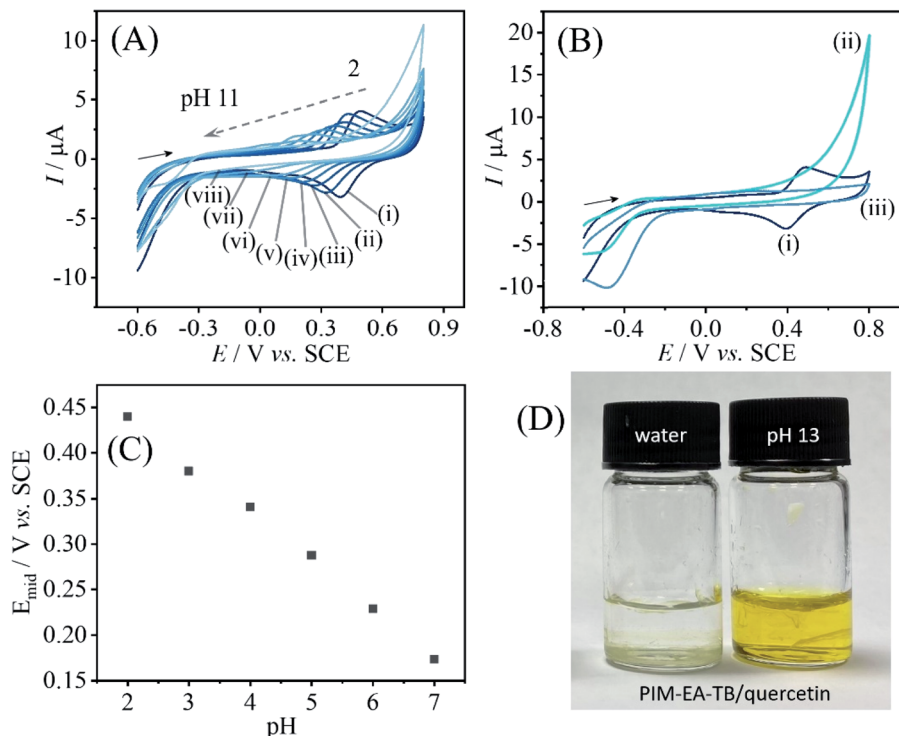 (A)
10
5
0
-5
-10
I / µA
pH 11
2
(viii)
(vii)
(vi)
(v)
(iv)
(iii)
(ii)
(i)
-0.6
-0.3
0.0
0.3
0.6
0.9
E / V vs. SCE
(B)
20
15
10
5
0
-5
-10
I / µA
(ii)
(i)
(iii)
-0.8
-0.4
0.0
0.4
0.8
E / V vs. SCE
(C)
0.45
0.40
0.35
0.30
0.25
0.20
0.15
E_mid / V vs. SCE
2
3
4
5
6
7
pH
(D)
water
pH 13
PIM-EA-TB/quercetin